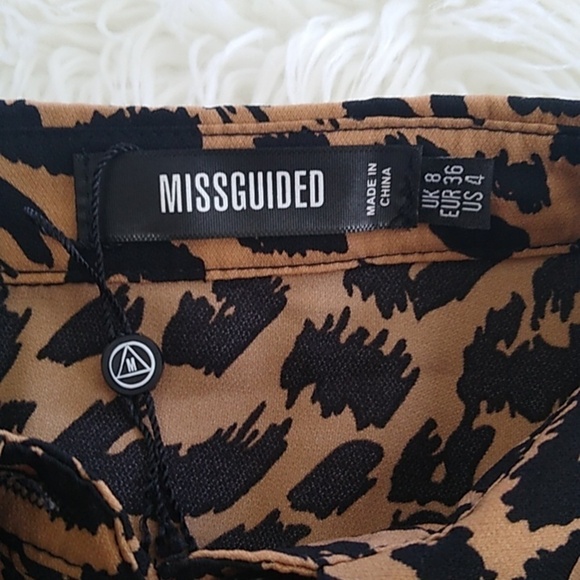 MISSGUIDED
MADE IN
CHINA
UK 8
EUR 36
US 4
M